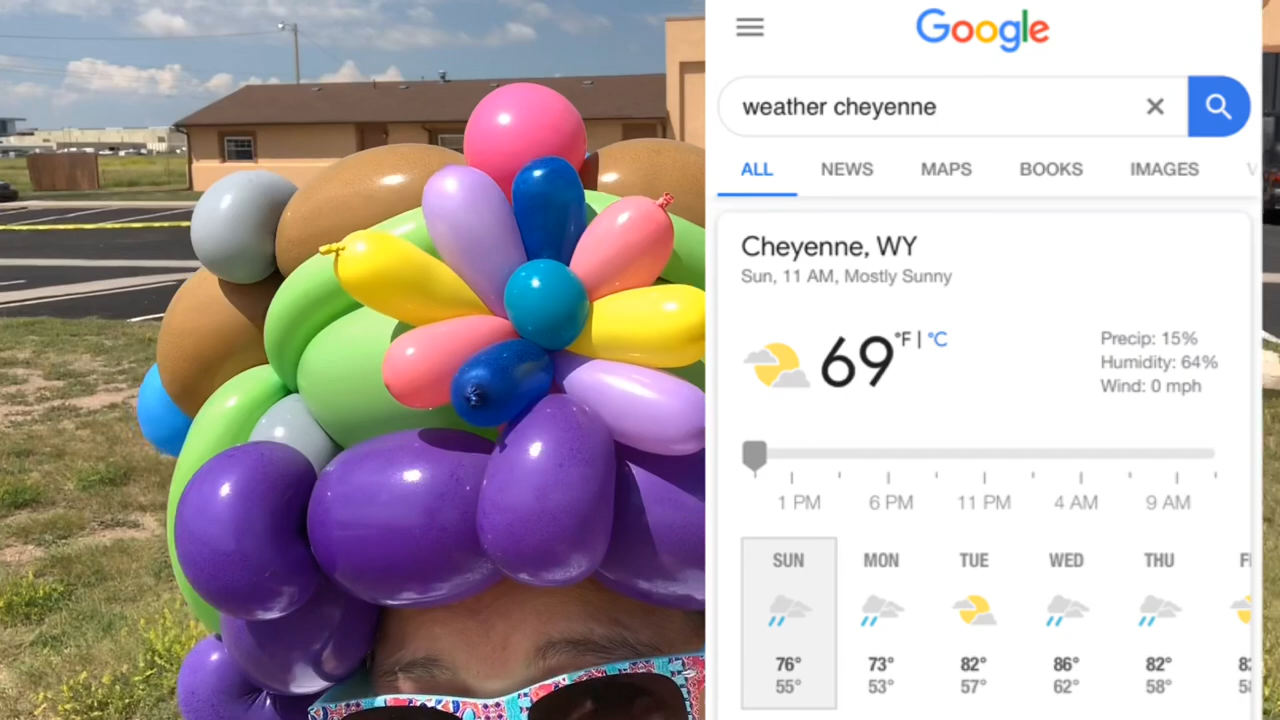 Google
weather cheyenne
ALL NEWS MAPS BOOKS IMAGES
Cheyenne, WY
Sun, 11 AM, Mostly Sunny
69 °F | °C
Precip: 15%
Humidity: 64%
Wind: 0 mph
1 PM 6 PM 11 PM 4 AM 9 AM
SUN MON TUE WED THU
76° 73° 82° 86° 82°
55° 53° 57° 62° 58°